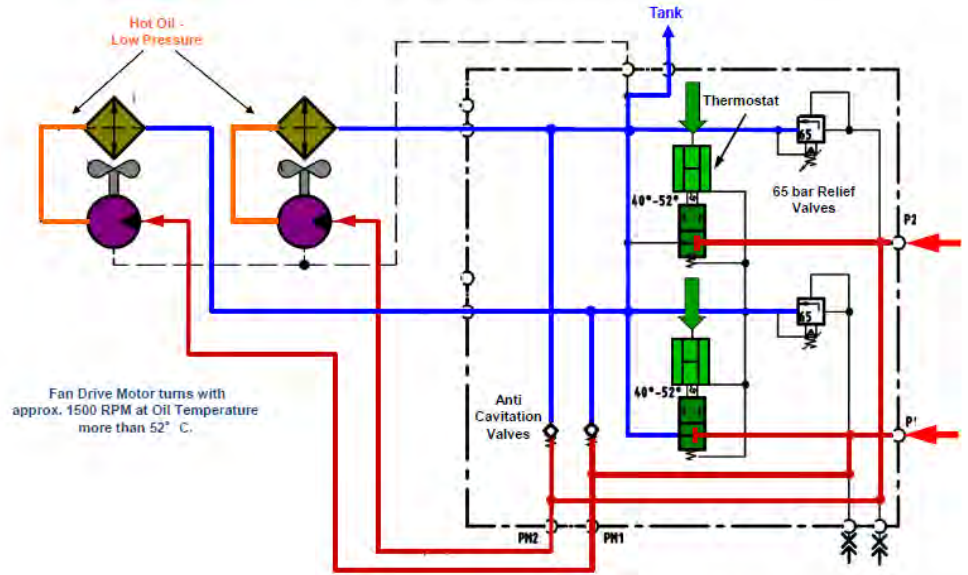 Hot Oil -
Low Pressure
Tank
Thermostat
65
40°-52°
65 bar Relief
Valves
P2
65
Fan Drive Motor turns with
approx. 1500 RPM at Oil Temperature
more than 52° C.
40°-52°
Anti
Cavitation
Valves
PN2
PN1